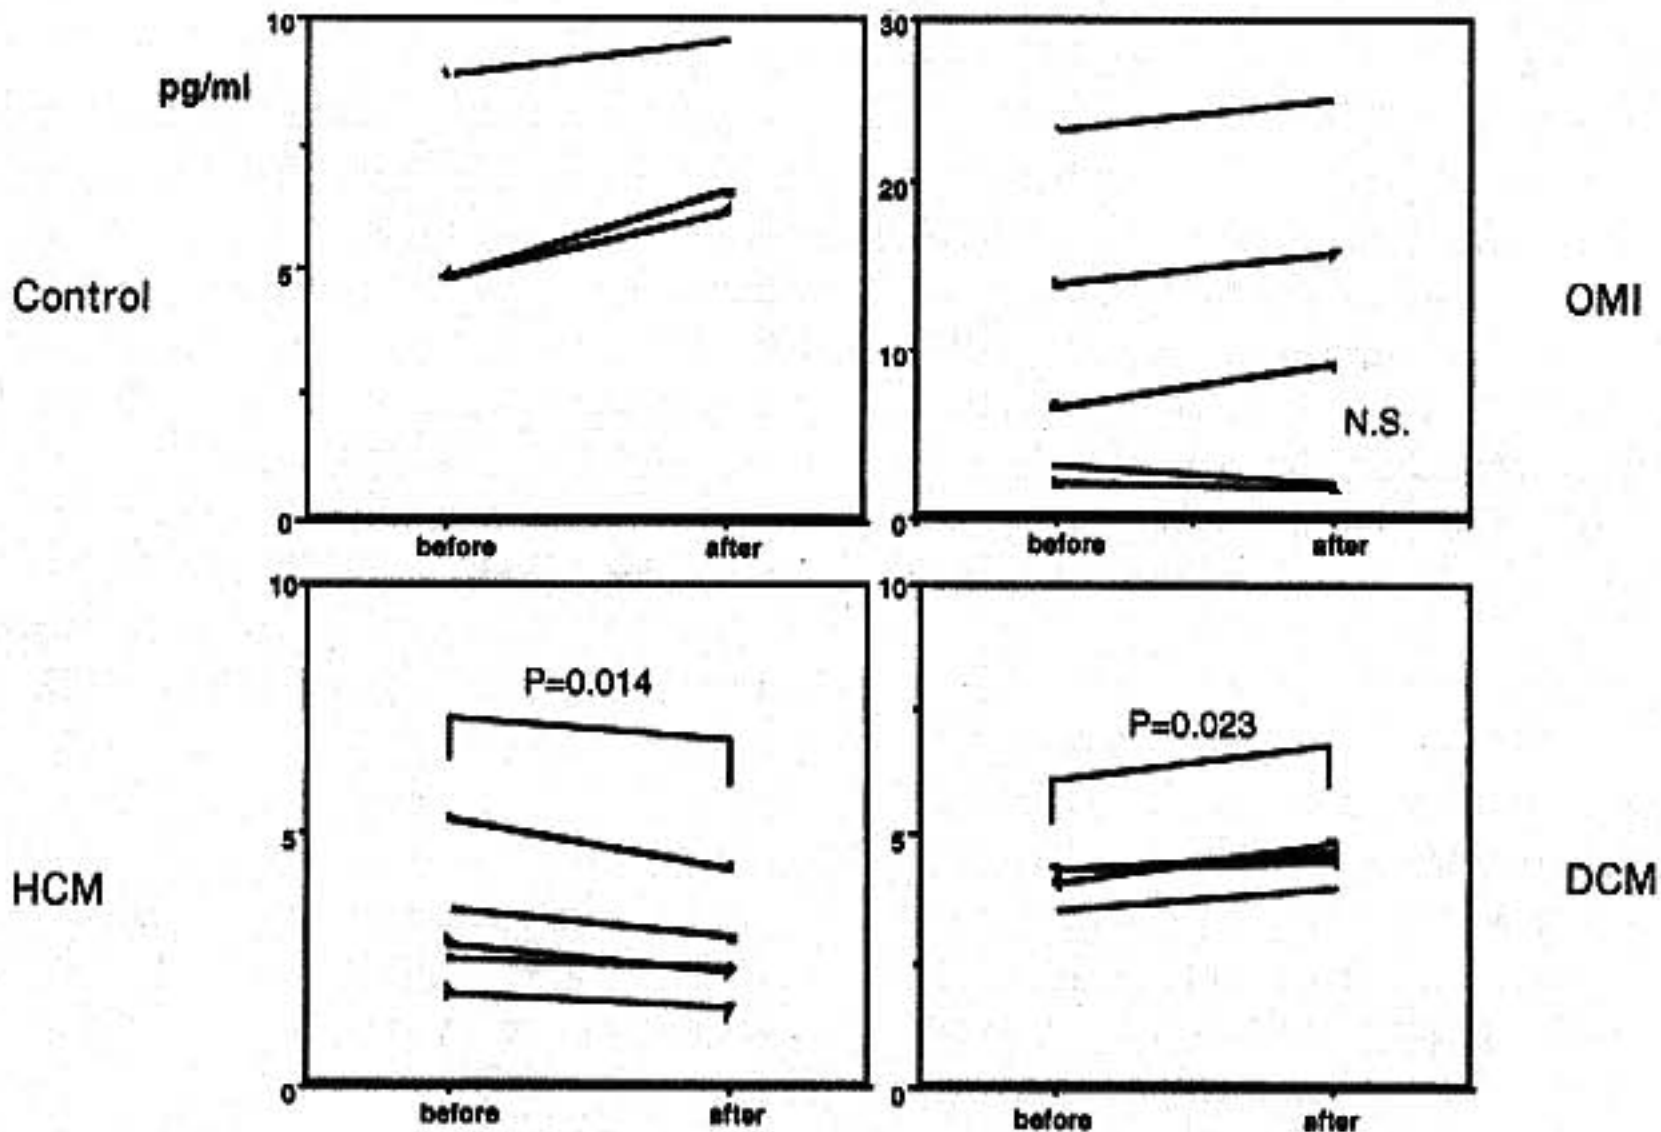 10
pg/ml
5
0
before after
Control
30
20
10
0
N.S.
before after
OMI
10
P=0.014
5
0
before after
HCM
10
P=0.023
5
0
before after
DCM